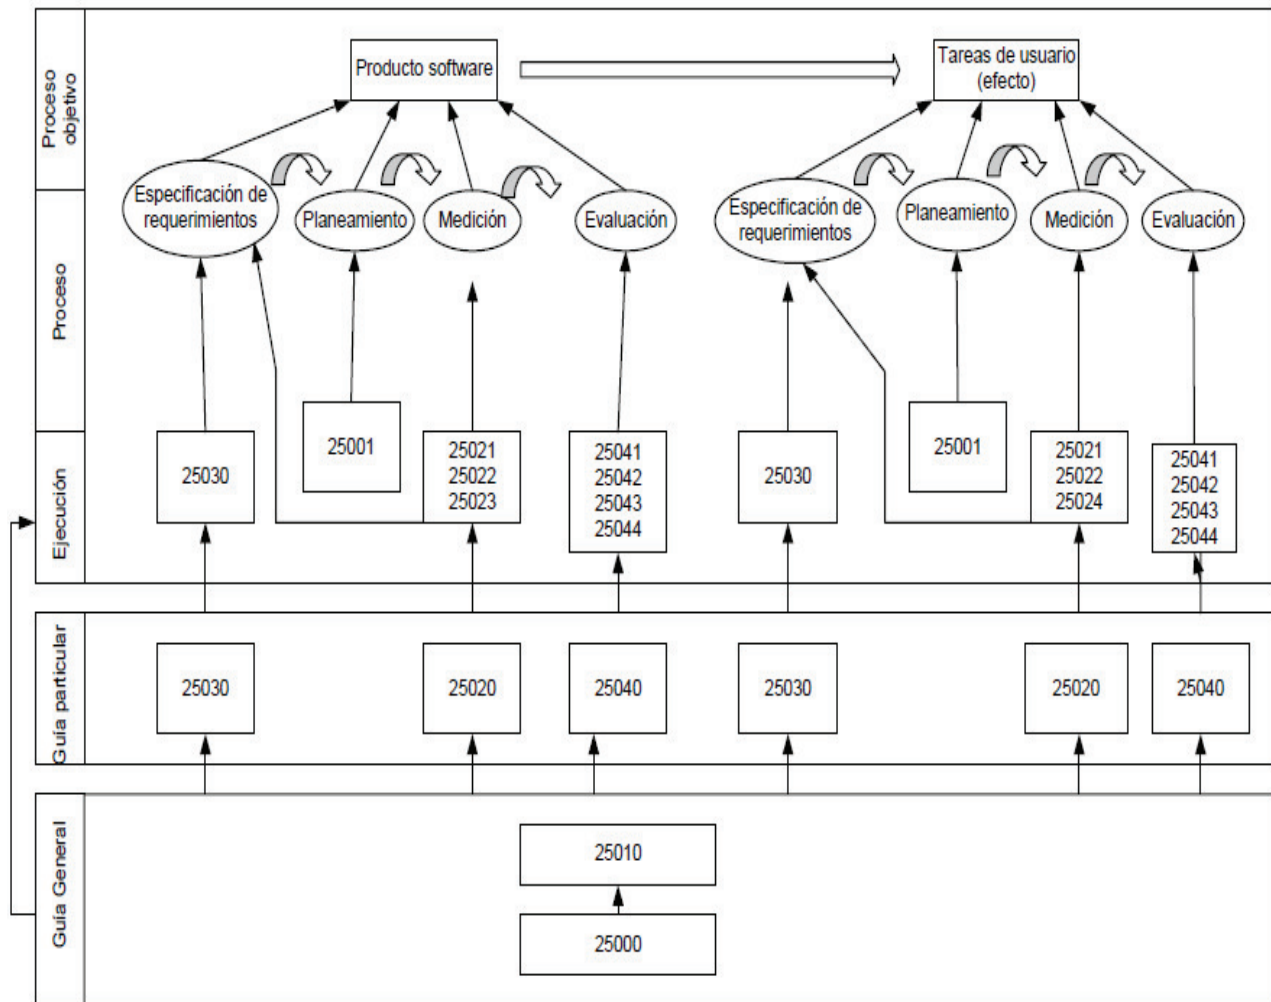 Proceso
objetivo
Producto software
Tareas de usuario
(efecto)
Proceso
Especificación de
requerimientos
Planeamiento
Medición
Evaluación
Especificación de
requerimientos
Planeamiento
Medición
Evaluación
Ejecución
25030
25001
25021
25022
25023
25041
25042
25043
25044
25030
25001
25021
25022
25024
25041
25042
25043
25044
Guía particular
25030
25020
25040
25030
25020
25040
Guía General
25010
25000